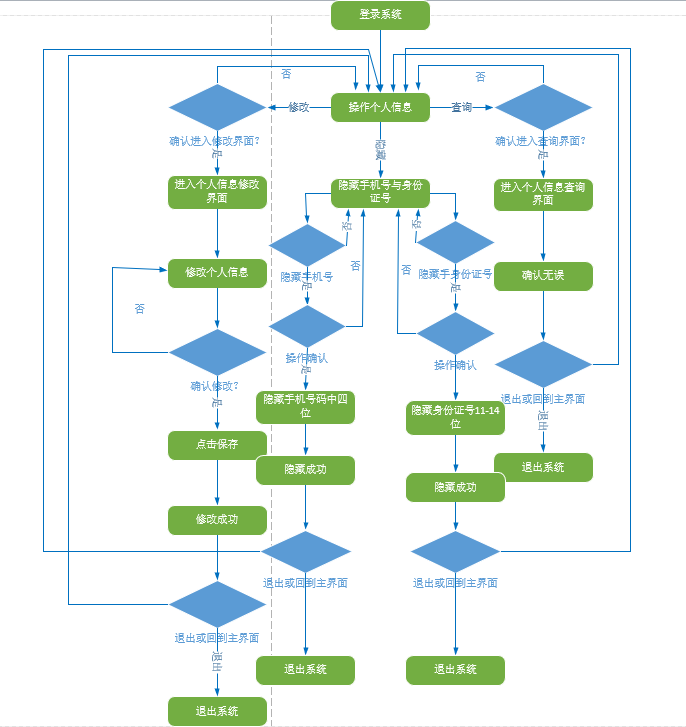 登录系统
否
否
修改
操作个人信息
查询
确认进入修改界面？
隐藏
确认进入查询界面？
是
是
进入个人信息修改
界面
隐藏手机号与身份
证号
进入个人信息查询
界面
否
否
修改个人信息
隐藏手机号
是
否
否
隐藏手身份证号
是
确认无误
否
操作确认
是
操作确认
确认修改？
是
隐藏手机号码中四
位
隐藏身份证号11-14
位
退出或回到主界面
退出
点击保存
隐藏成功
隐藏成功
退出系统
修改成功
退出或回到主界面
退出或回到主界面
退出或回到主界面
退出
退出系统
退出系统
退出系统